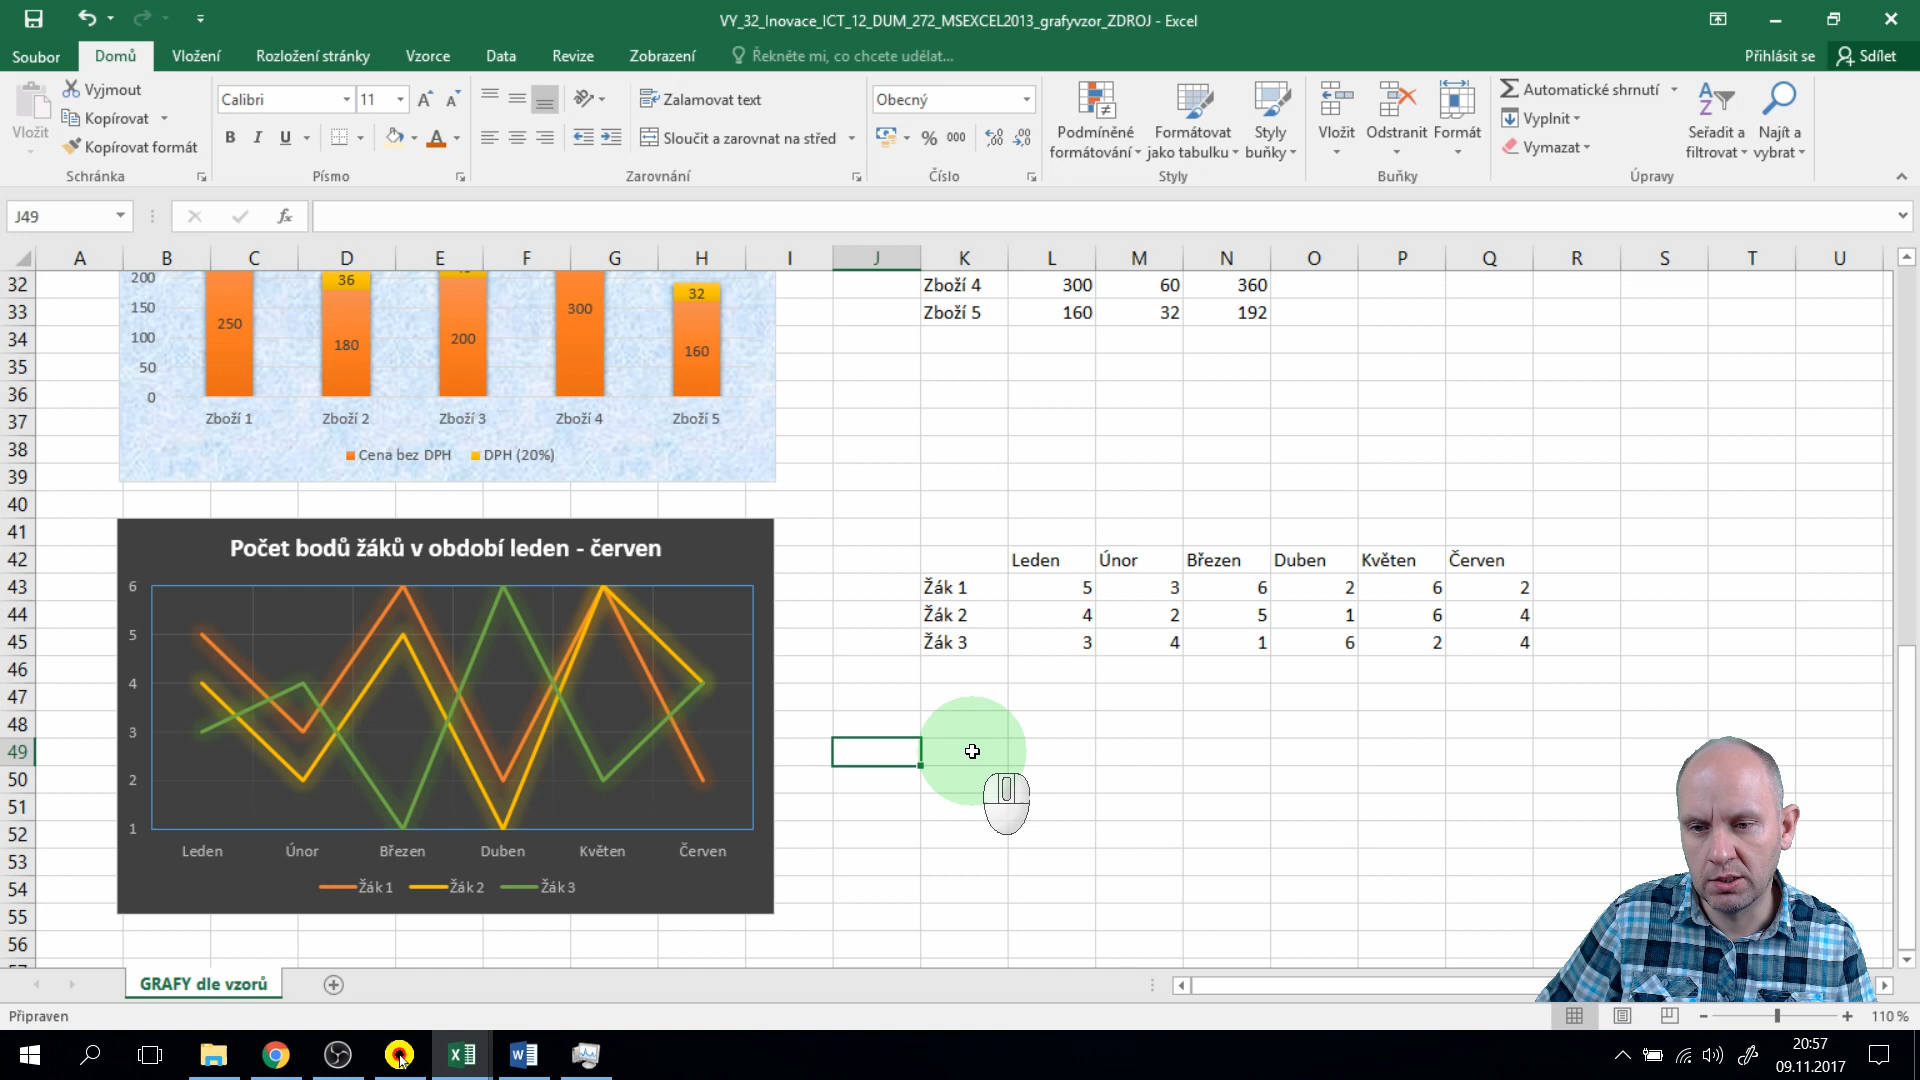 VY_32_Inovace_ICT_12_DUM_272_MSEXCEL2013_grafyvzor_ZDROJ - Excel
Soubor Domů Vložení Rozložení stránky Vzorce Data Revize Zobrazení Řekněte mi, co chcete udělat... Přihlásit se Sdílet
Vložit
Vyjmout
Kopírovat
Kopírovat formát
Schránka
Calibri 11
B I U
Písmo
Zalamovat text
Sloučit a zarovnat na střed
Zarovnání
Obecný
% 000
Číslo
Podmíněné formátování
Formátovat jako tabulku
Styly buňky
Styly
Vložit Odstranit Formát
Buňky
Automatické shrnutí
Vyplnit
Vymazat
Seřadit a filtrovat
Najít a vybrat
Úpravy
J49 fx
A B C D E F G H I J K L M N O P Q R S T U
32 Zboží 4 300 60 360
33 Zboží 5 160 32 192
34
35
36
37
38
39
40
41
42 Leden Únor Březen Duben Květen Červen
43 Žák 1 5 3 6 2 6 2
44 Žák 2 4 2 5 1 6 4
45 Žák 3 3 4 1 6 2 4
46
47
48
49
50
51
52
53
54
55
56
200
150
100
50
0
250
36
180
200
300
32
160
Zboží 1 Zboží 2 Zboží 3 Zboží 4 Zboží 5
Cena bez DPH DPH (20%)
Počet bodů žáků v období leden - červen
6
5
4
3
2
1
Leden Únor Březen Duben Květen Červen
Žák 1 Žák 2 Žák 3
GRAFY dle vzorů
Připraven
110 %
20:57
09.11.2017